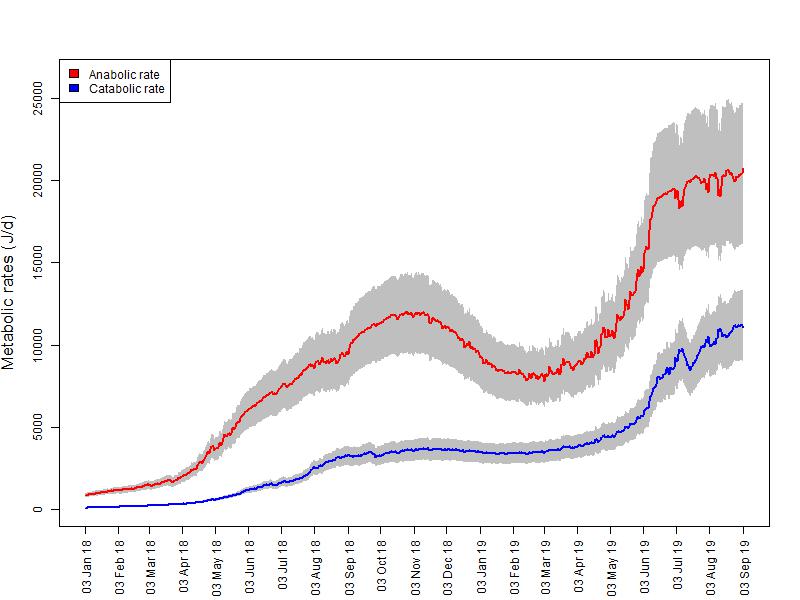 Anabolic rate
Catabolic rate
Metabolic rates (J/d)
25000
20000
15000
10000
5000
0
03 Jan 18
03 Feb 18
03 Mar 18
03 Apr 18
03 May 18
03 Jun 18
03 Jul 18
03 Aug 18
03 Sep 18
03 Oct 18
03 Nov 18
03 Dec 18
03 Jan 19
03 Feb 19
03 Mar 19
03 Apr 19
03 May 19
03 Jun 19
03 Jul 19
03 Aug 19
03 Sep 19